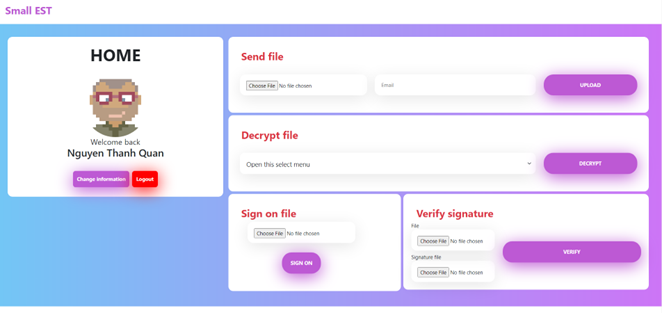 Small EST
HOME
Welcome back
Nguyen Thanh Quan
Change Information Logout
Send file
Choose File No file chosen Email UPLOAD
Decrypt file
Open this select menu DECRYPT
Sign on file
Choose File No file chosen
SIGN ON
Verify signature
File
Choose File No file chosen
VERIFY
Signature file
Choose File No file chosen